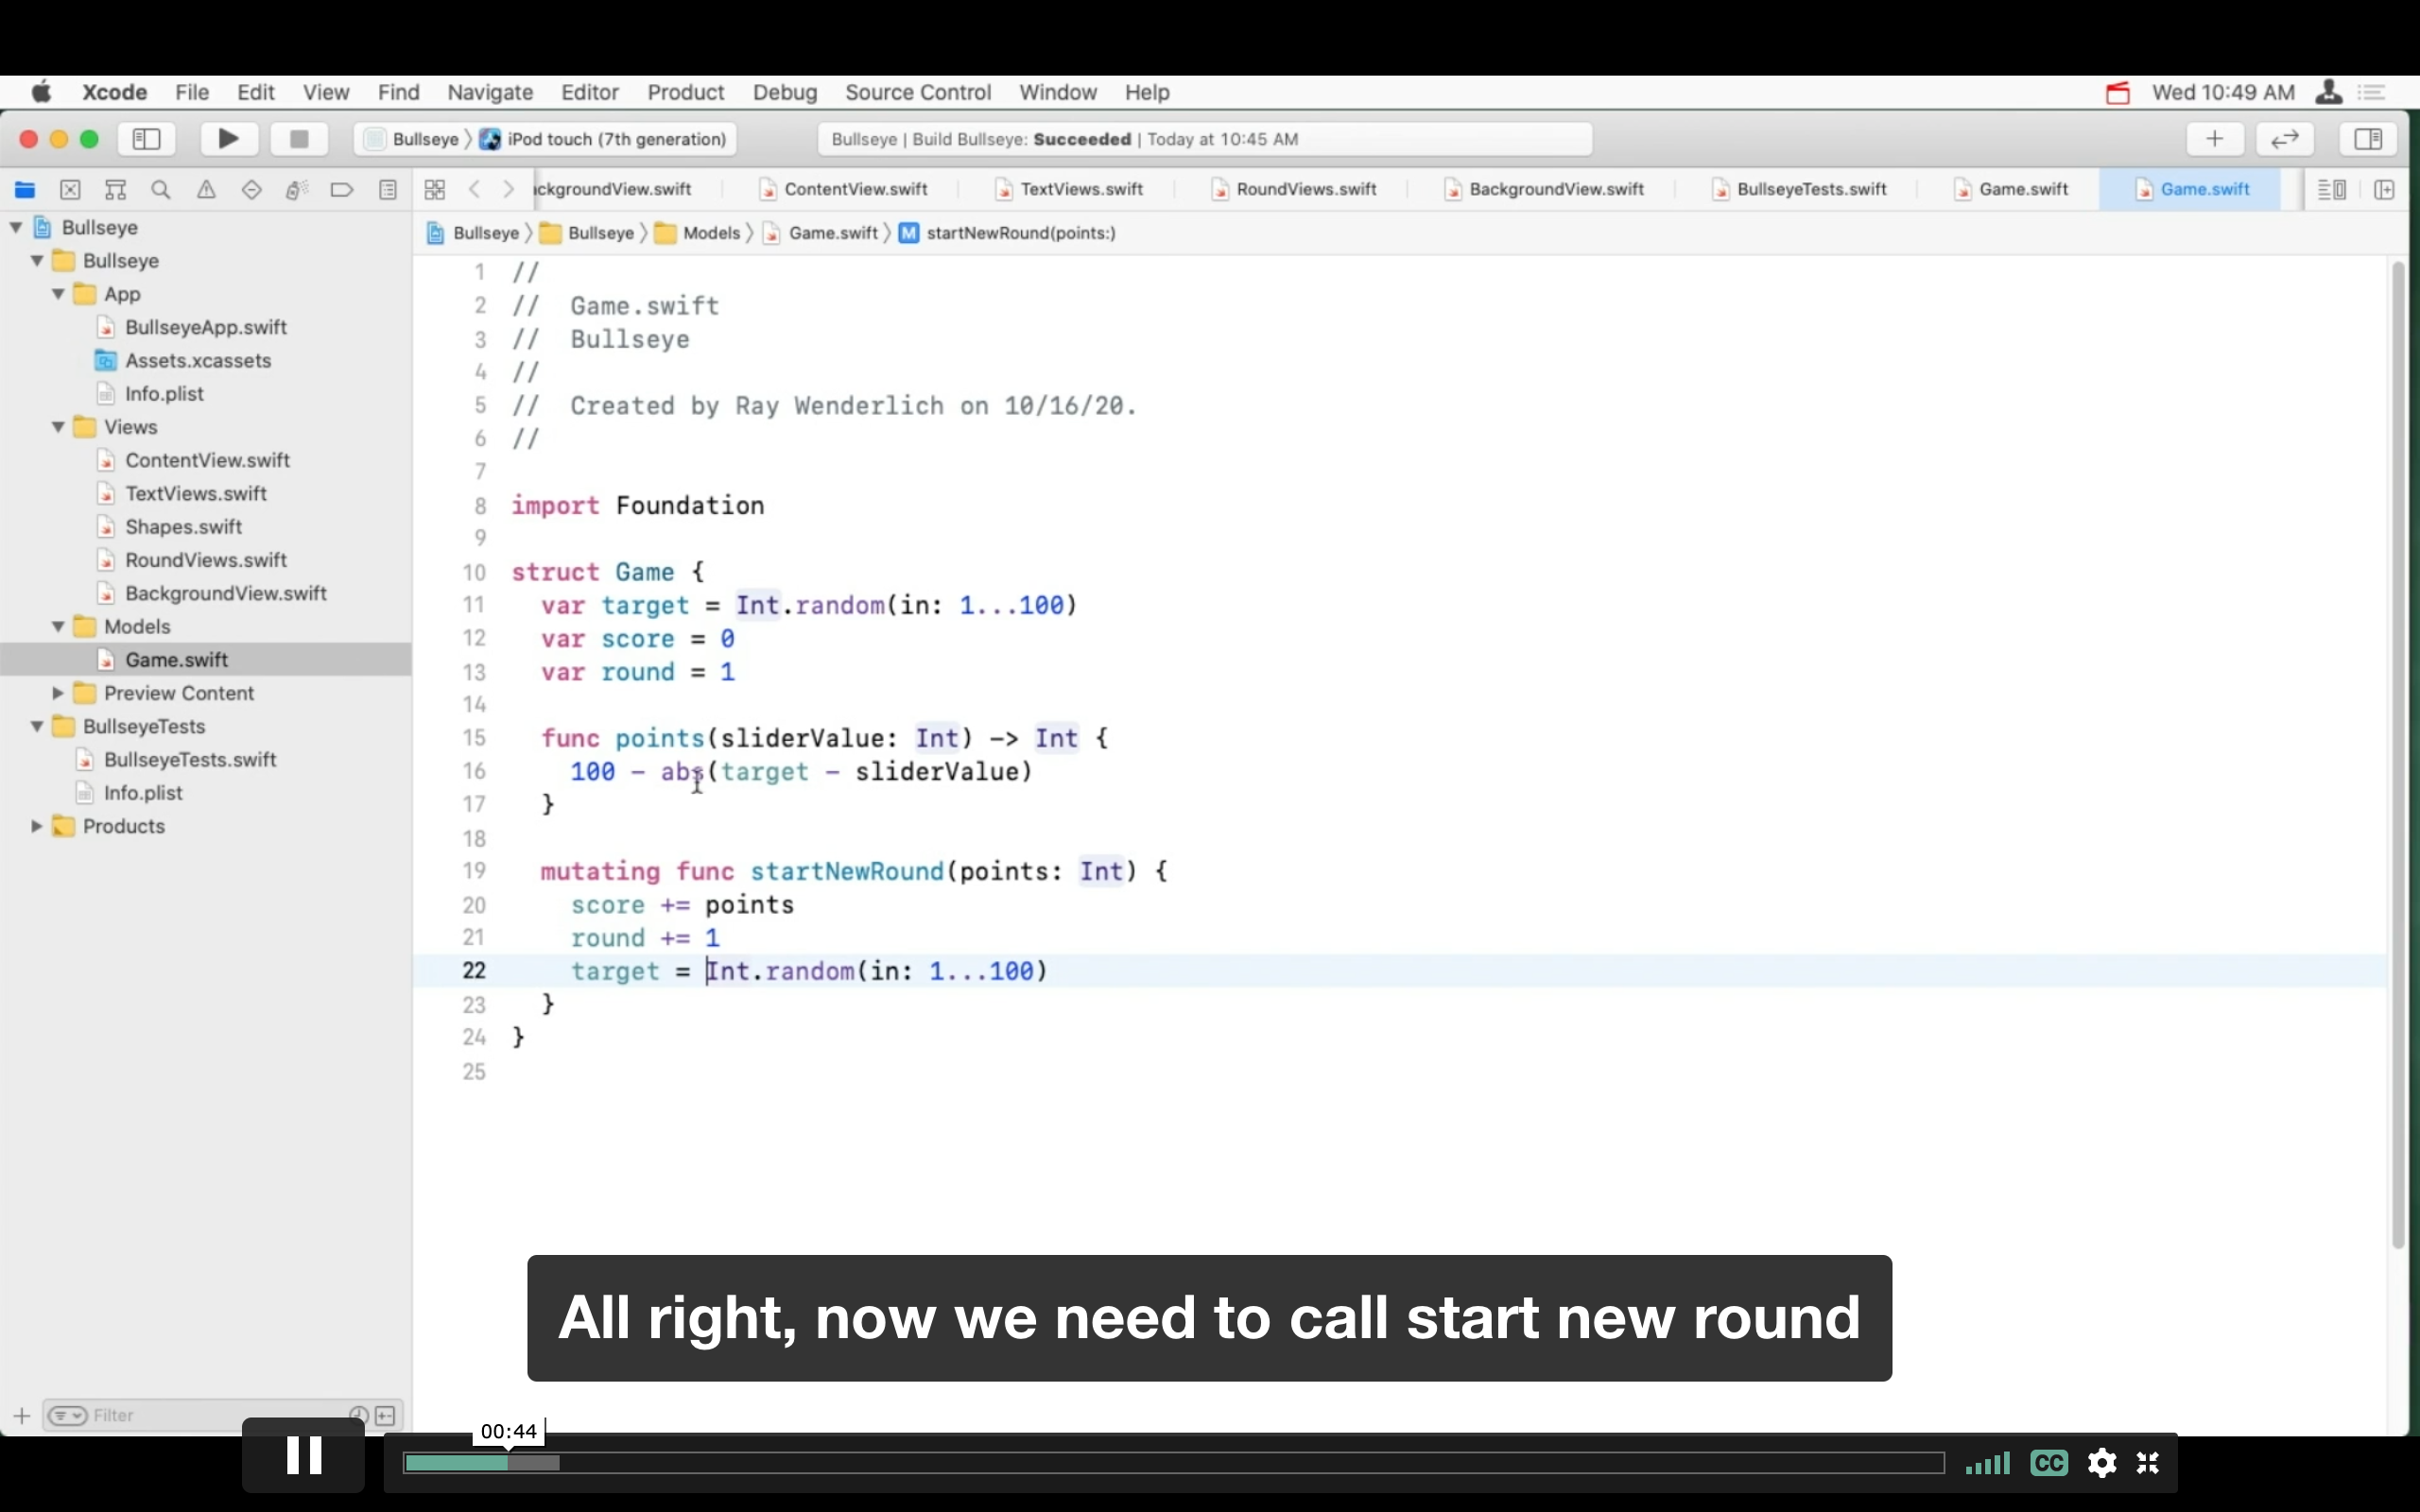 Xcode File Edit View Find Navigate Editor Product Debug Source Control Window Help Wed 10:49 AM
Bullseye iPod touch (7th generation) Bullseye | Build Bullseye: Succeeded | Today at 10:45 AM
ckgroundView.swift ContentView.swift TextViews.swift RoundViews.swift BackgroundView.swift BullseyeTests.swift Game.swift Game.swift
Bullseye Bullseye Models Game.swift M startNewRound(points:)
Bullseye
Bullseye
App
BullseyeApp.swift
Assets.xcassets
Info.plist
Views
ContentView.swift
TextViews.swift
Shapes.swift
RoundViews.swift
BackgroundView.swift
Models
Game.swift
Preview Content
BullseyeTests
BullseyeTests.swift
Info.plist
Products
Filter
1 //
2 // Game.swift
3 // Bullseye
4 //
5 // Created by Ray Wenderlich on 10/16/20.
6 //
7
8 import Foundation
9
10 struct Game {
11 var target = Int.random(in: 1...100)
12 var score = 0
13 var round = 1
14
15 func points(sliderValue: Int) -> Int {
16 100 - abs(target - sliderValue)
17 }
18
19 mutating func startNewRound(points: Int) {
20 score += points
21 round += 1
22 target = Int.random(in: 1...100)
23 }
24 }
25
All right, now we need to call start new round
00:44
CC